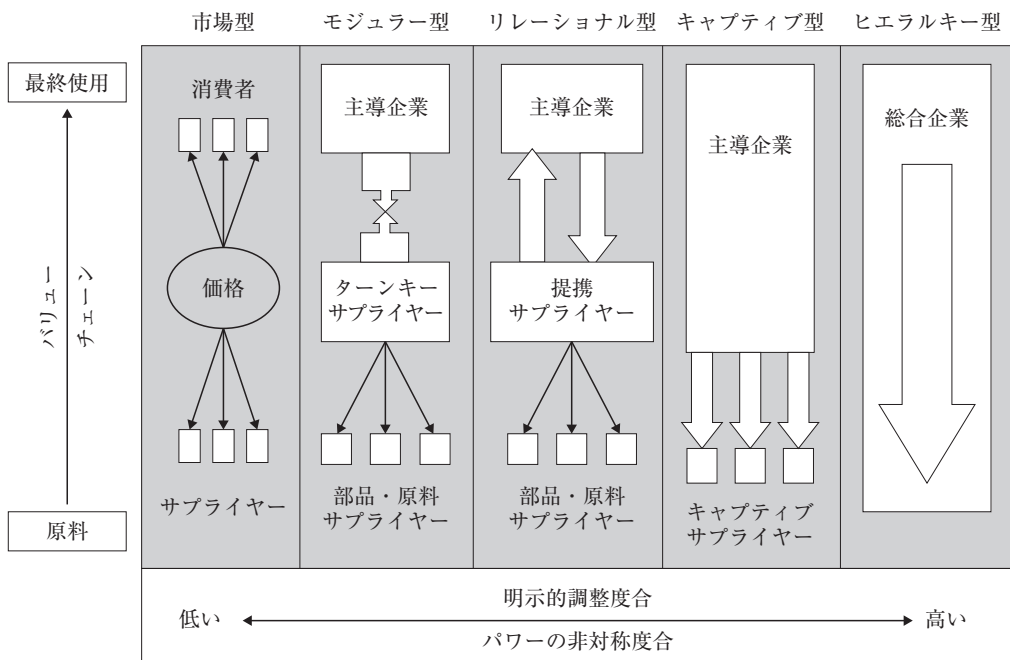 市場型
モジュラー型
リレーショナル型
キャプティブ型
ヒエラルキー型
最終使用
バリュー
チェーン
原料
消費者
価格
サプライヤー
主導企業
ターンキー
サプライヤー
部品・原料
サプライヤー
主導企業
提携
サプライヤー
部品・原料
サプライヤー
主導企業
キャプティブ
サプライヤー
総合企業
明示的調整度合
低い
高い
パワーの非対称度合